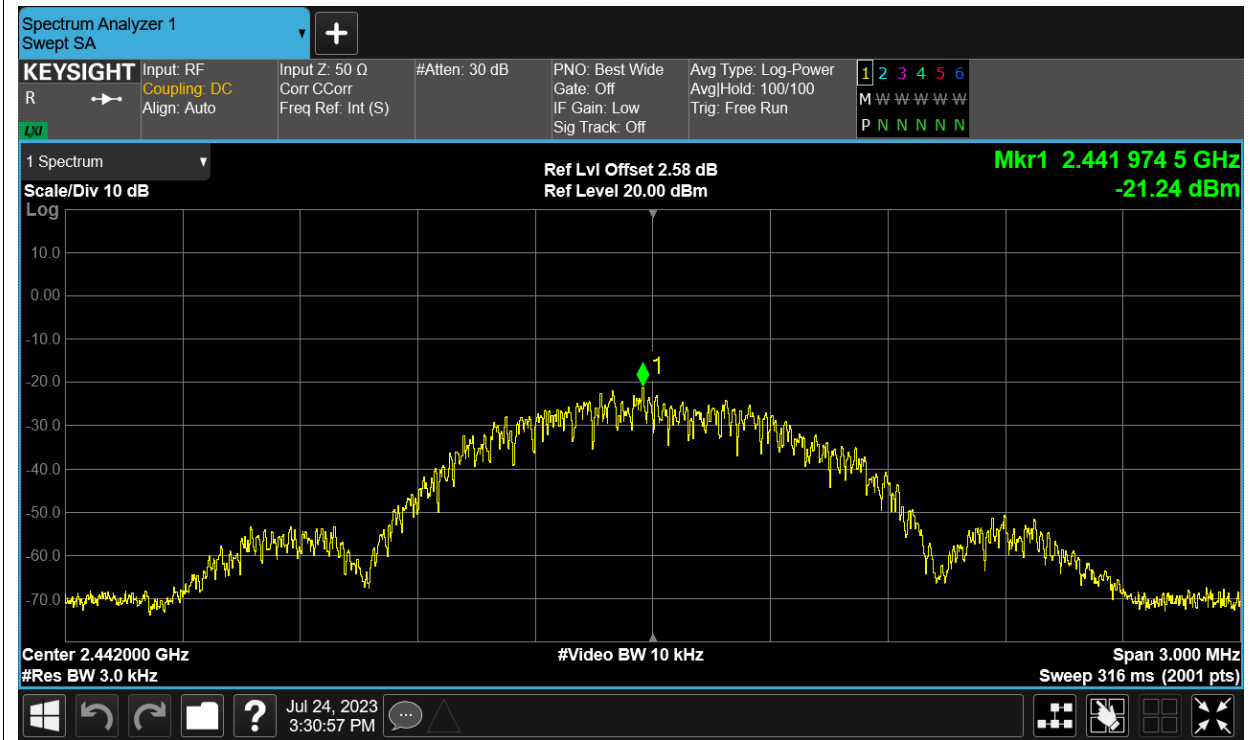 Spectrum Analyzer 1
Swept SA
KEYSIGHT
R
LXI
Input: RF
Coupling: DC
Align: Auto
Input Z: 50 Ω
Corr CCorr
Freq Ref: Int (S)
#Atten: 30 dB
PNO: Best Wide
Gate: Off
IF Gain: Low
Sig Track: Off
Avg Type: Log-Power
Avg|Hold: 100/100
Trig: Free Run
1 2 3 4 5 6
M W W W W W
P N N N N N
1 Spectrum
Scale/Div 10 dB
Log
Ref Lvl Offset 2.58 dB
Ref Level 20.00 dBm
Mkr1 2.441 974 5 GHz
-21.24 dBm
10.0
0.00
-10.0
1
-20.0
-30.0
-40.0
-50.0
-60.0
-70.0
Center 2.442000 GHz
#Res BW 3.0 kHz
#Video BW 10 kHz
Span 3.000 MHz
Sweep 316 ms (2001 pts)
?
Jul 24, 2023
3:30:57 PM